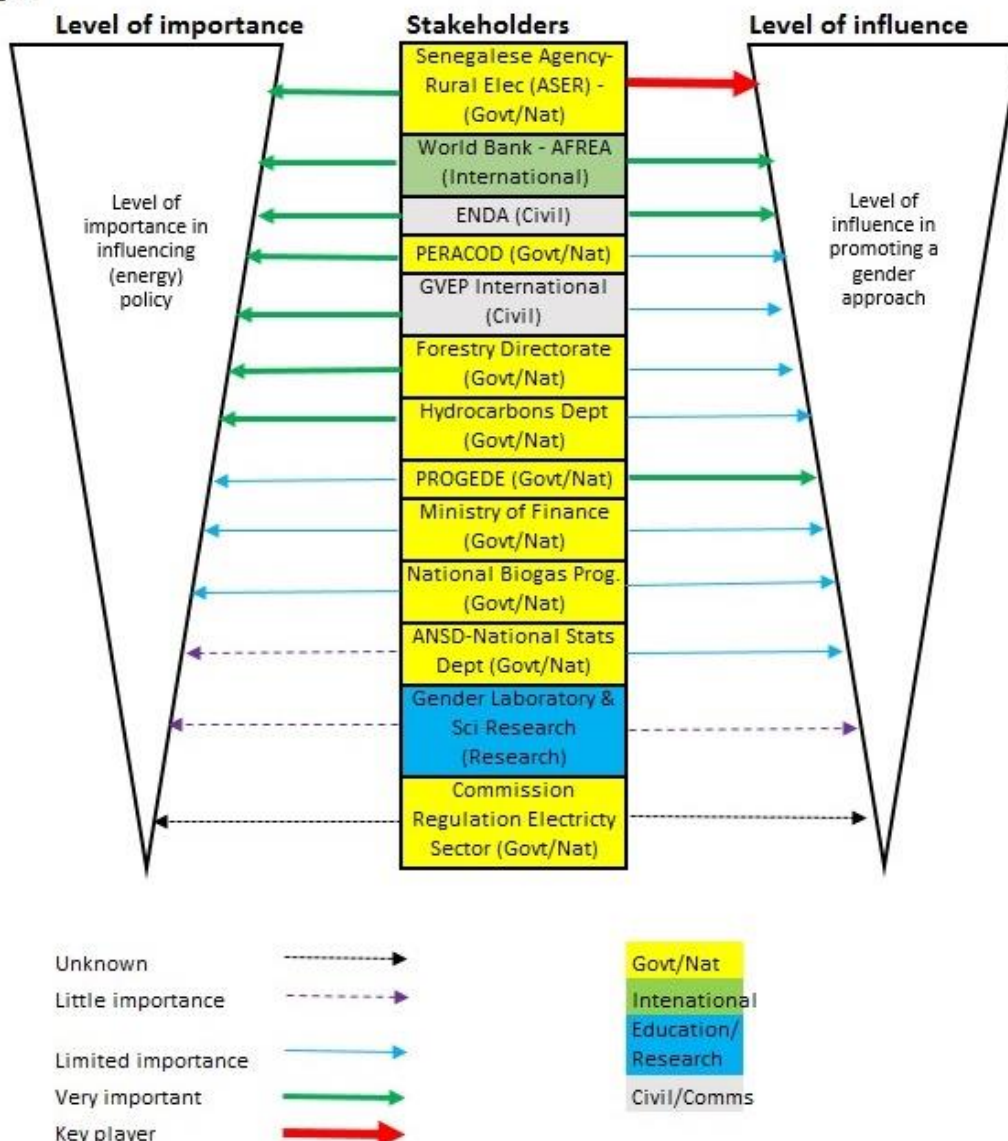 Level of importance
Stakeholders
Level of influence
Senegalese Agency-
Rural Elec (ASER) -
(Govt/Nat)
World Bank - AFREA
(International)
ENDA (Civil)
PERACOD (Govt/Nat)
GVEP International
(Civil)
Forestry Directorate
(Govt/Nat)
Hydrocarbons Dept
(Govt/Nat)
PROGEDE (Govt/Nat)
Ministry of Finance
(Govt/Nat)
National Biogas Prog.
(Govt/Nat)
ANSD-National Stats
Dept (Govt/Nat)
Gender Laboratory &
Sci Research
(Research)
Commission
Regulation Electricty
Sector (Govt/Nat)
Level of
importance in
influencing
(energy)
policy
Level of
influence in
promoting a
gender
approach
Unknown
Little importance
Limited importance
Very important
Key player
Govt/Nat
Intenational
Education/
Research
Civil/Comms